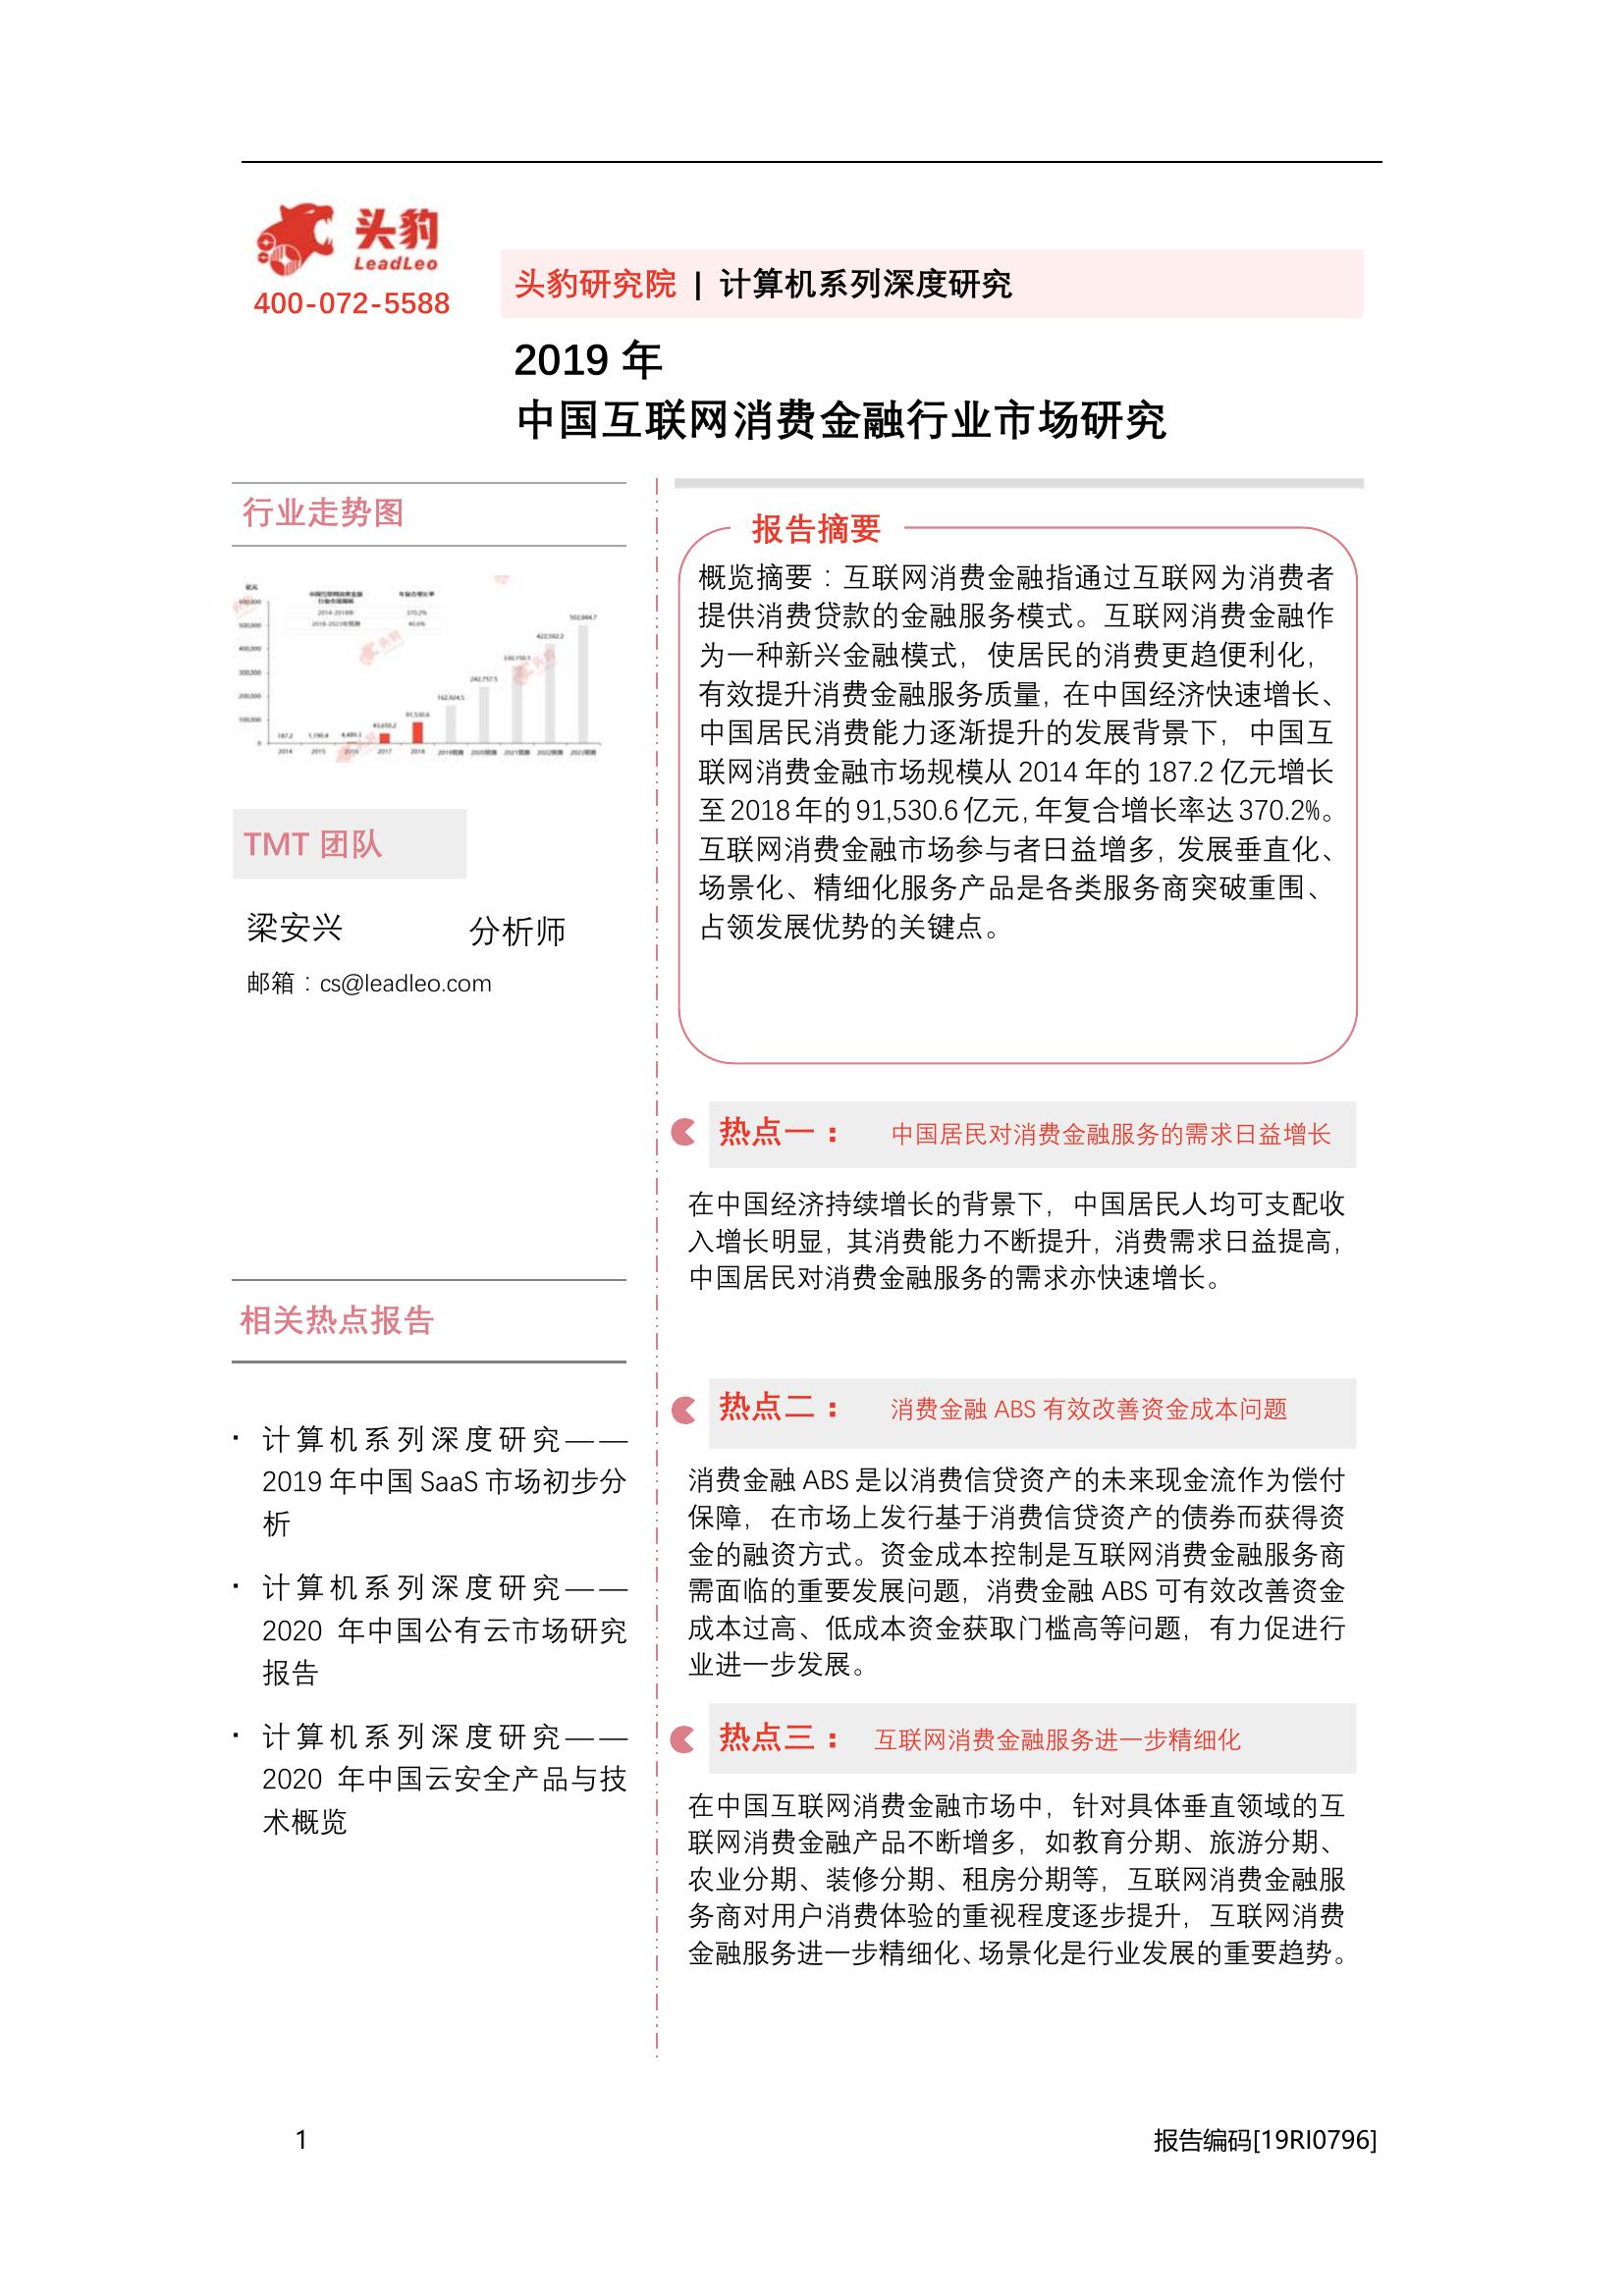 头豹
LeadLeo
400-072-5588
头豹研究院 | 计算机系列深度研究
2019 年
中国互联网消费金融行业市场研究
行业走势图
亿元
中国互联网消费金融
行业市场规模
年复合增长率
2014-2018年
370.2%
2018-2023年预测
40.6%
600,000
500,000
400,000
300,000
200,000
100,000
0
187.2
1,190.4
91,530.6
162,924.5
242,757.5
330,150.1
422,592.2
2014
2015
2016
2017
2018
2019预测
2020预测
2021预测
2022预测
2023预测
TMT 团队
梁安兴
分析师
邮箱：cs@leadleo.com
相关热点报告
· 计算机系列深度研究——
2019 年中国 SaaS 市场初步分
析
· 计算机系列深度研究——
2020 年中国公有云市场研究
报告
· 计算机系列深度研究——
2020 年中国云安全产品与技
术概览
报告摘要
概览摘要：互联网消费金融指通过互联网为消费者
提供消费贷款的金融服务模式。互联网消费金融作
为一种新兴金融模式，使居民的消费更趋便利化，
有效提升消费金融服务质量，在中国经济快速增长、
中国居民消费能力逐渐提升的发展背景下，中国互
联网消费金融市场规模从 2014 年的 187.2 亿元增长
至 2018 年的 91,530.6 亿元，年复合增长率达 370.2%。
互联网消费金融市场参与者日益增多，发展垂直化、
场景化、精细化服务产品是各类服务商突破重围、
占领发展优势的关键点。
热点一： 中国居民对消费金融服务的需求日益增长
在中国经济持续增长的背景下，中国居民人均可支配收
入增长明显，其消费能力不断提升，消费需求日益提高，
中国居民对消费金融服务的需求亦快速增长。
热点二： 消费金融 ABS 有效改善资金成本问题
消费金融 ABS 是以消费信贷资产的未来现金流作为偿付
保障，在市场上发行基于消费信贷资产的债券而获得资
金的融资方式。资金成本控制是互联网消费金融服务商
需面临的重要发展问题，消费金融 ABS 可有效改善资金
成本过高、低成本资金获取门槛高等问题，有力促进行
业进一步发展。
热点三： 互联网消费金融服务进一步精细化
在中国互联网消费金融市场中，针对具体垂直领域的互
联网消费金融产品不断增多，如教育分期、旅游分期、
农业分期、装修分期、租房分期等，互联网消费金融服
务商对用户消费体验的重视程度逐步提升，互联网消费
金融服务进一步精细化、场景化是行业发展的重要趋势。
1
报告编码[19RI0796]